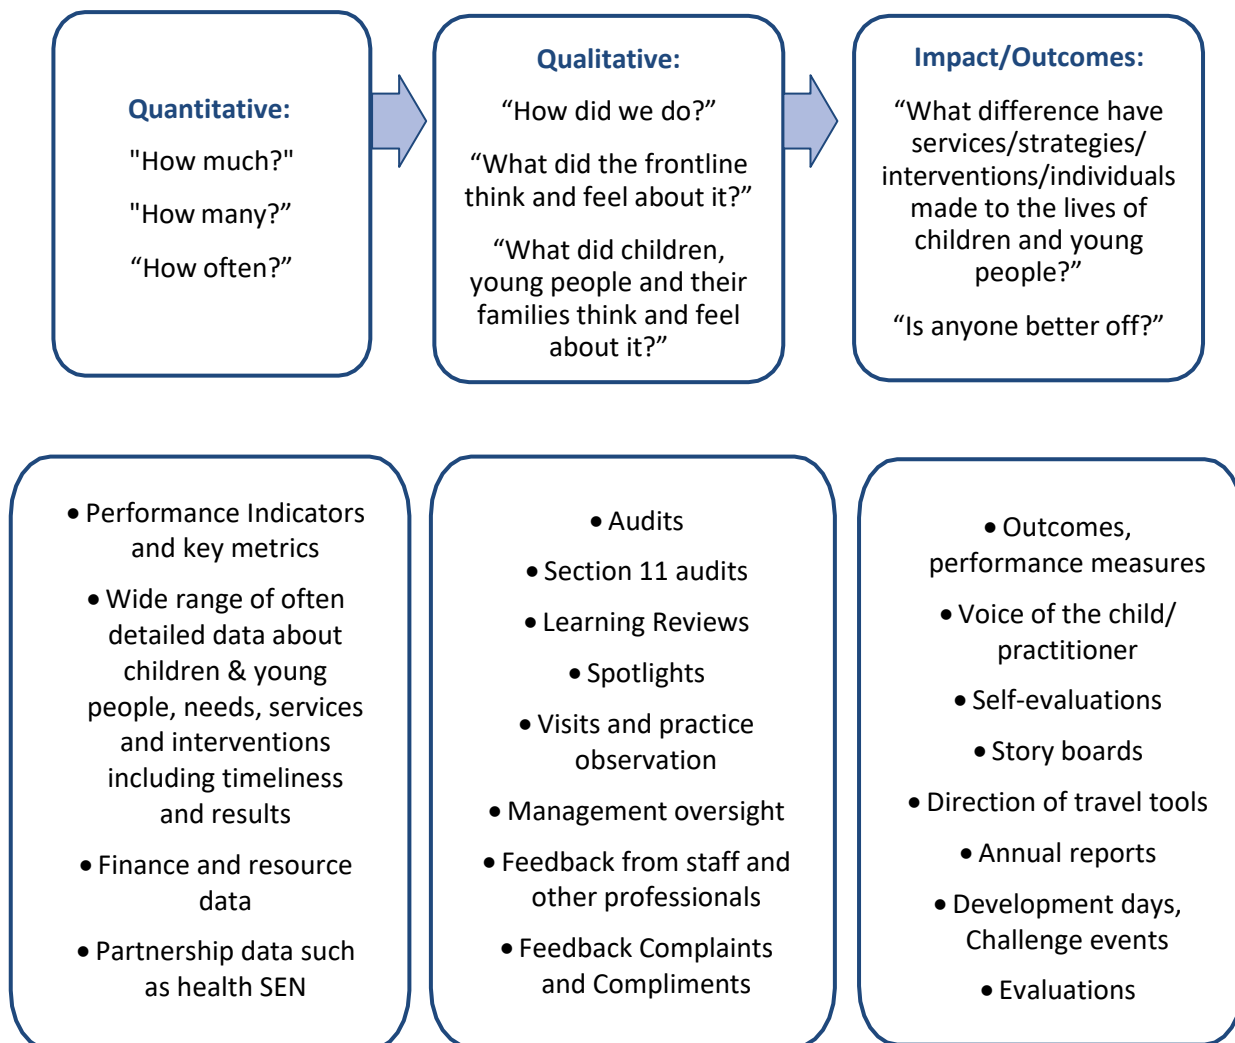 Quantitative:
"How much?"
"How many?”
“How often?”
Qualitative:
“How did we do?”
“What did the frontline
think and feel about it?”
“What did children,
young people and their
families think and feel
about it?”
Impact/Outcomes:
“What difference have
services/strategies/
interventions/individuals
made to the lives of
children and young
people?”
“Is anyone better off?”
• Performance Indicators
and key metrics
• Wide range of often
detailed data about
children & young
people, needs, services
and interventions
including timeliness
and results
• Finance and resource
data
• Partnership data such
as health SEN
• Audits
• Section 11 audits
• Learning Reviews
• Spotlights
• Visits and practice
observation
• Management oversight
• Feedback from staff and
other professionals
• Feedback Complaints
and Compliments
• Outcomes,
performance measures
• Voice of the child/
practitioner
• Self-evaluations
• Story boards
• Direction of travel tools
• Annual reports
• Development days,
Challenge events
• Evaluations